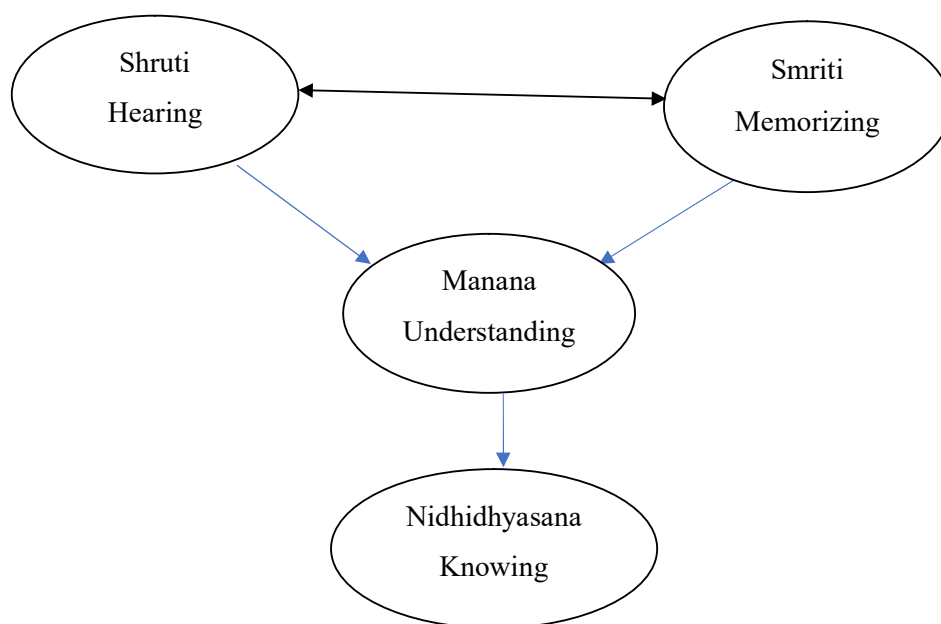 Shruti
Hearing
Smriti
Memorizing
Manana
Understanding
Nidhidhyasana
Knowing